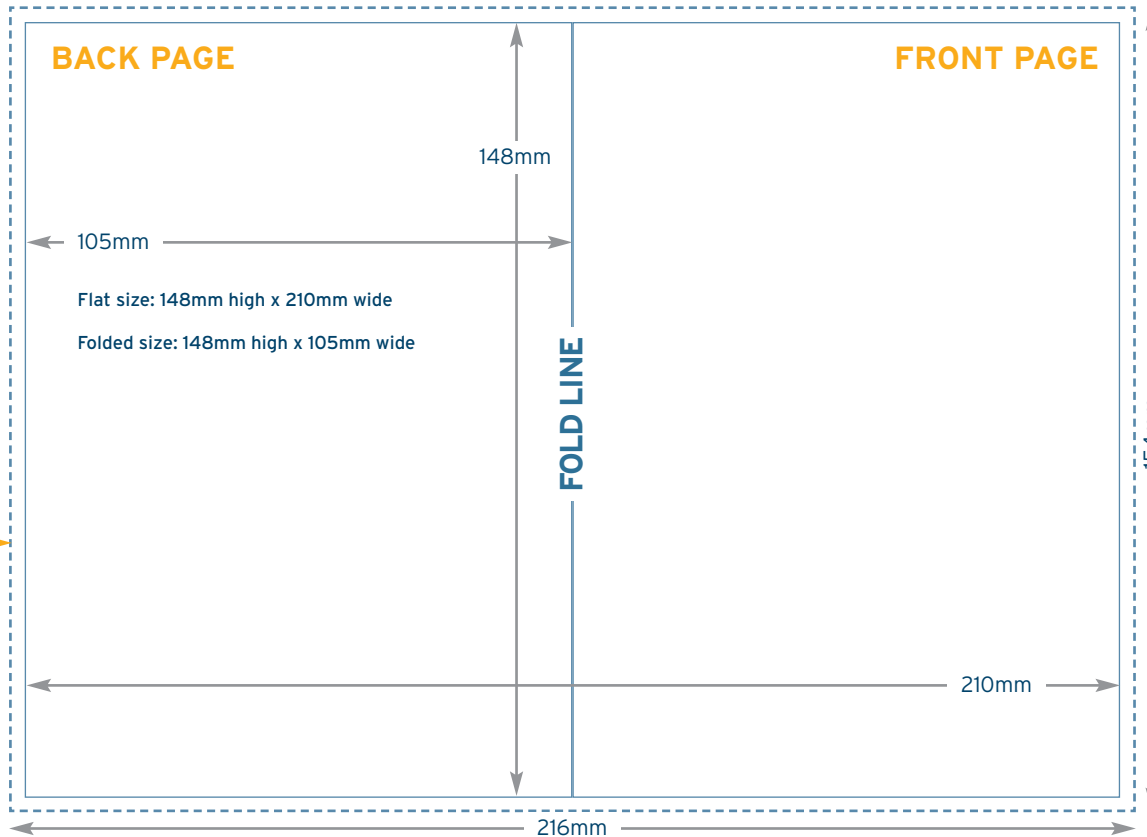 BACK PAGE
FRONT PAGE
148mm
105mm
Flat size: 148mm high x 210mm wide
Folded size: 148mm high x 105mm wide
FOLD LINE
210mm
216mm